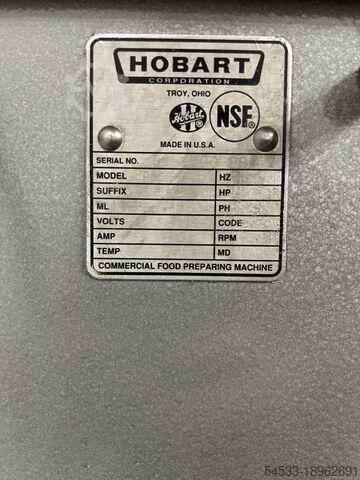 HOBART
CORPORATION
TROY, OHIO
Hobart
NSF
MADE IN U.S.A.
SERIAL NO.
MODEL HZ
SUFFIX HP
ML PH
VOLTS CODE
AMP RPM
TEMP MD
COMMERCIAL FOOD PREPARING MACHINE
54533-18962691